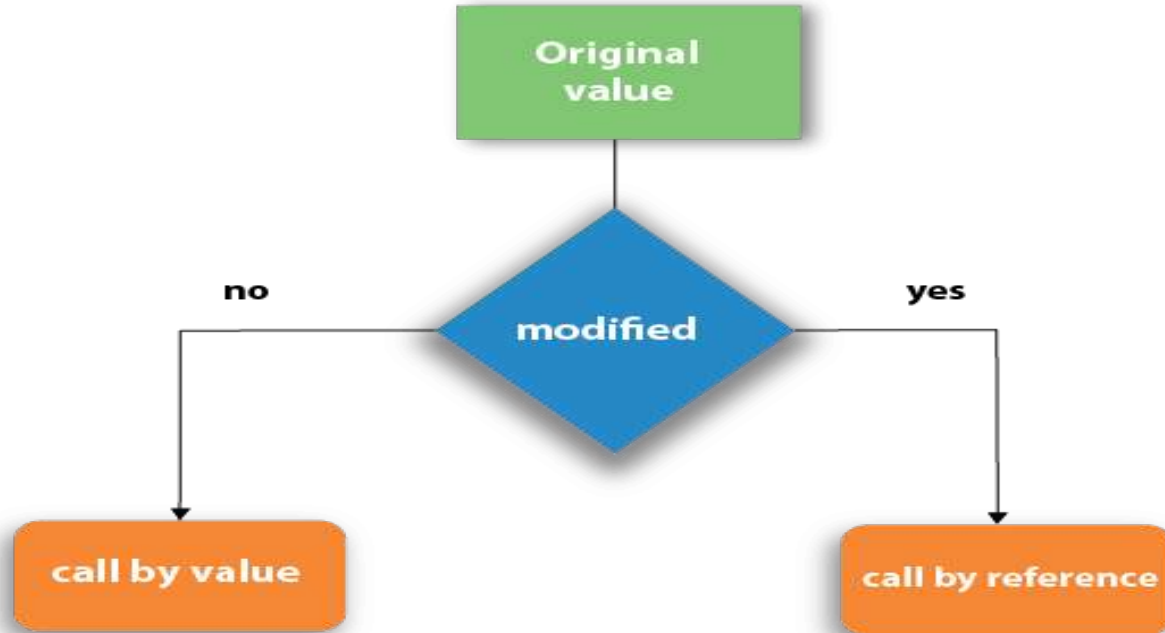 Original
value
no
yes
modified
call by value
call by reference